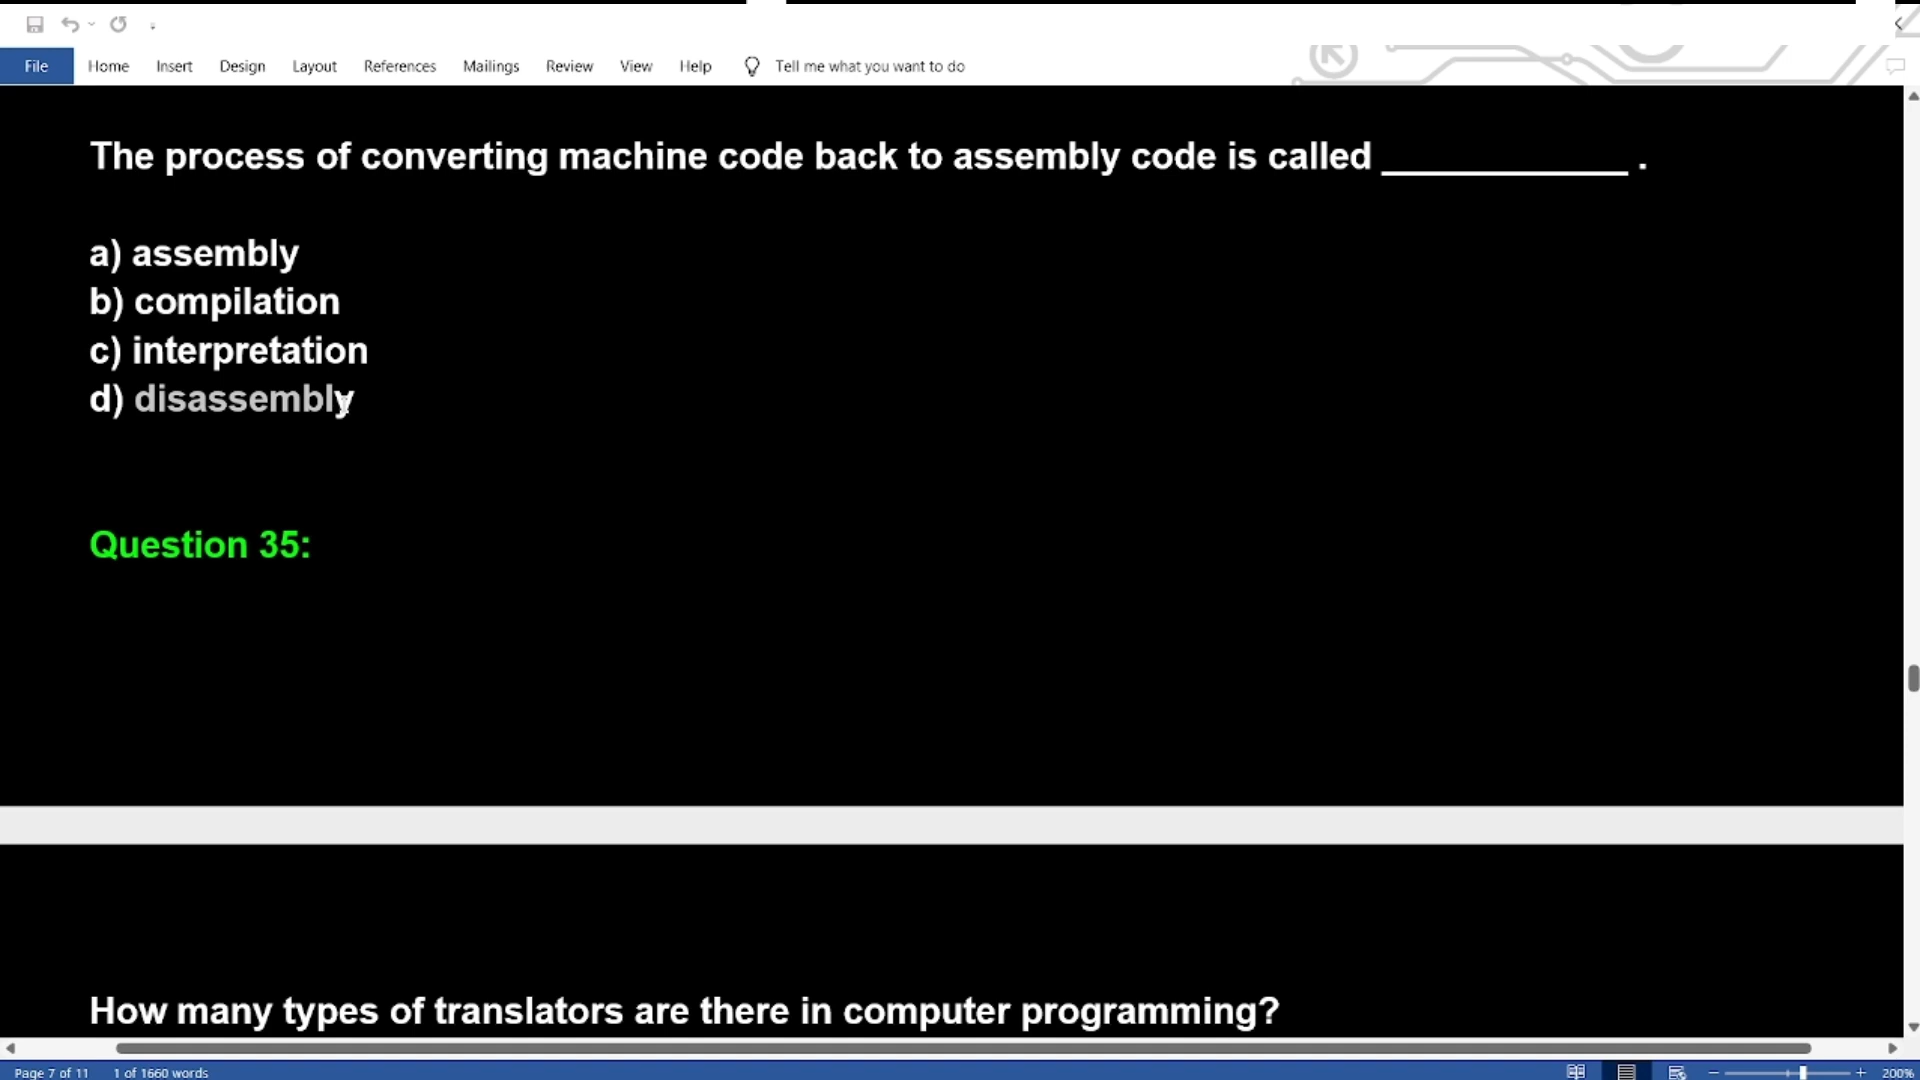 File Home Insert Design Layout References Mailings Review View Help Tell me what you want to do
The process of converting machine code back to assembly code is called _____________ .
a) assembly
b) compilation
c) interpretation
d) disassembly
Question 35:
How many types of translators are there in computer programming?
Page 7 of 11 1 of 1660 words 200%